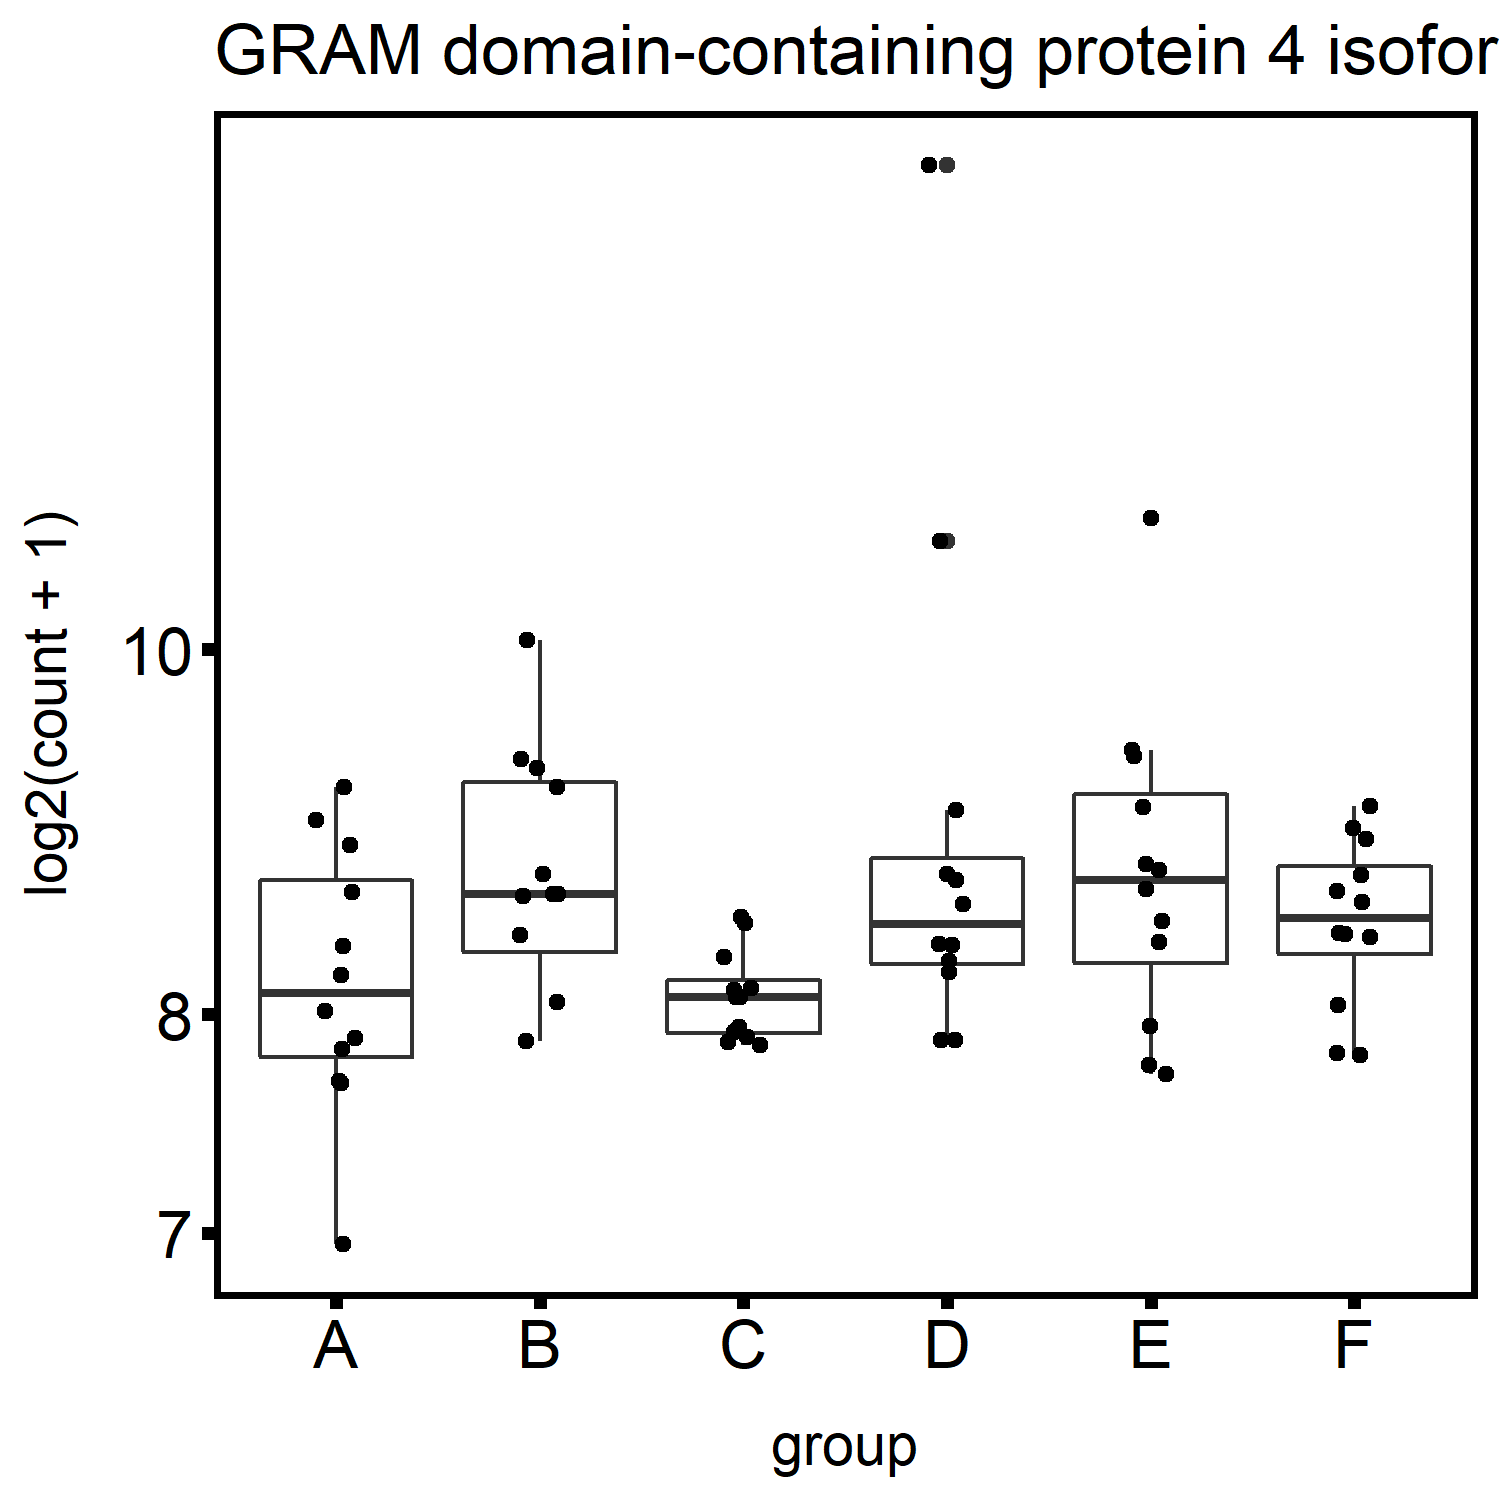 GRAM domain-containing protein 4 isofor
log2(count + 1)
10
8
7
A B C D E F
group